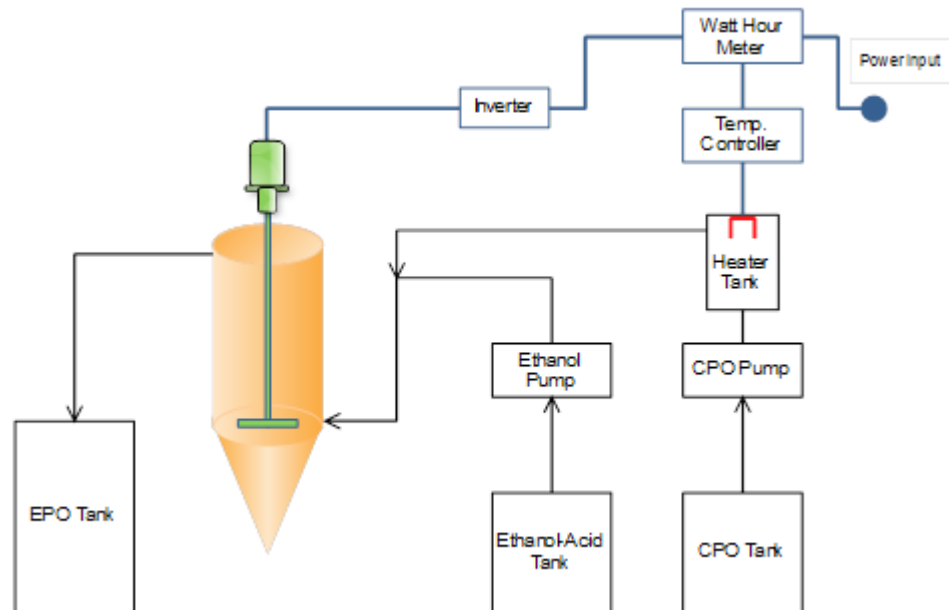 Watt Hour
Meter
Power Input
Inverter
Temp.
Controller
Heater
Tank
Ethanol
Pump
CPO Pump
EPO Tank
Ethanol-Acid
Tank
CPO Tank